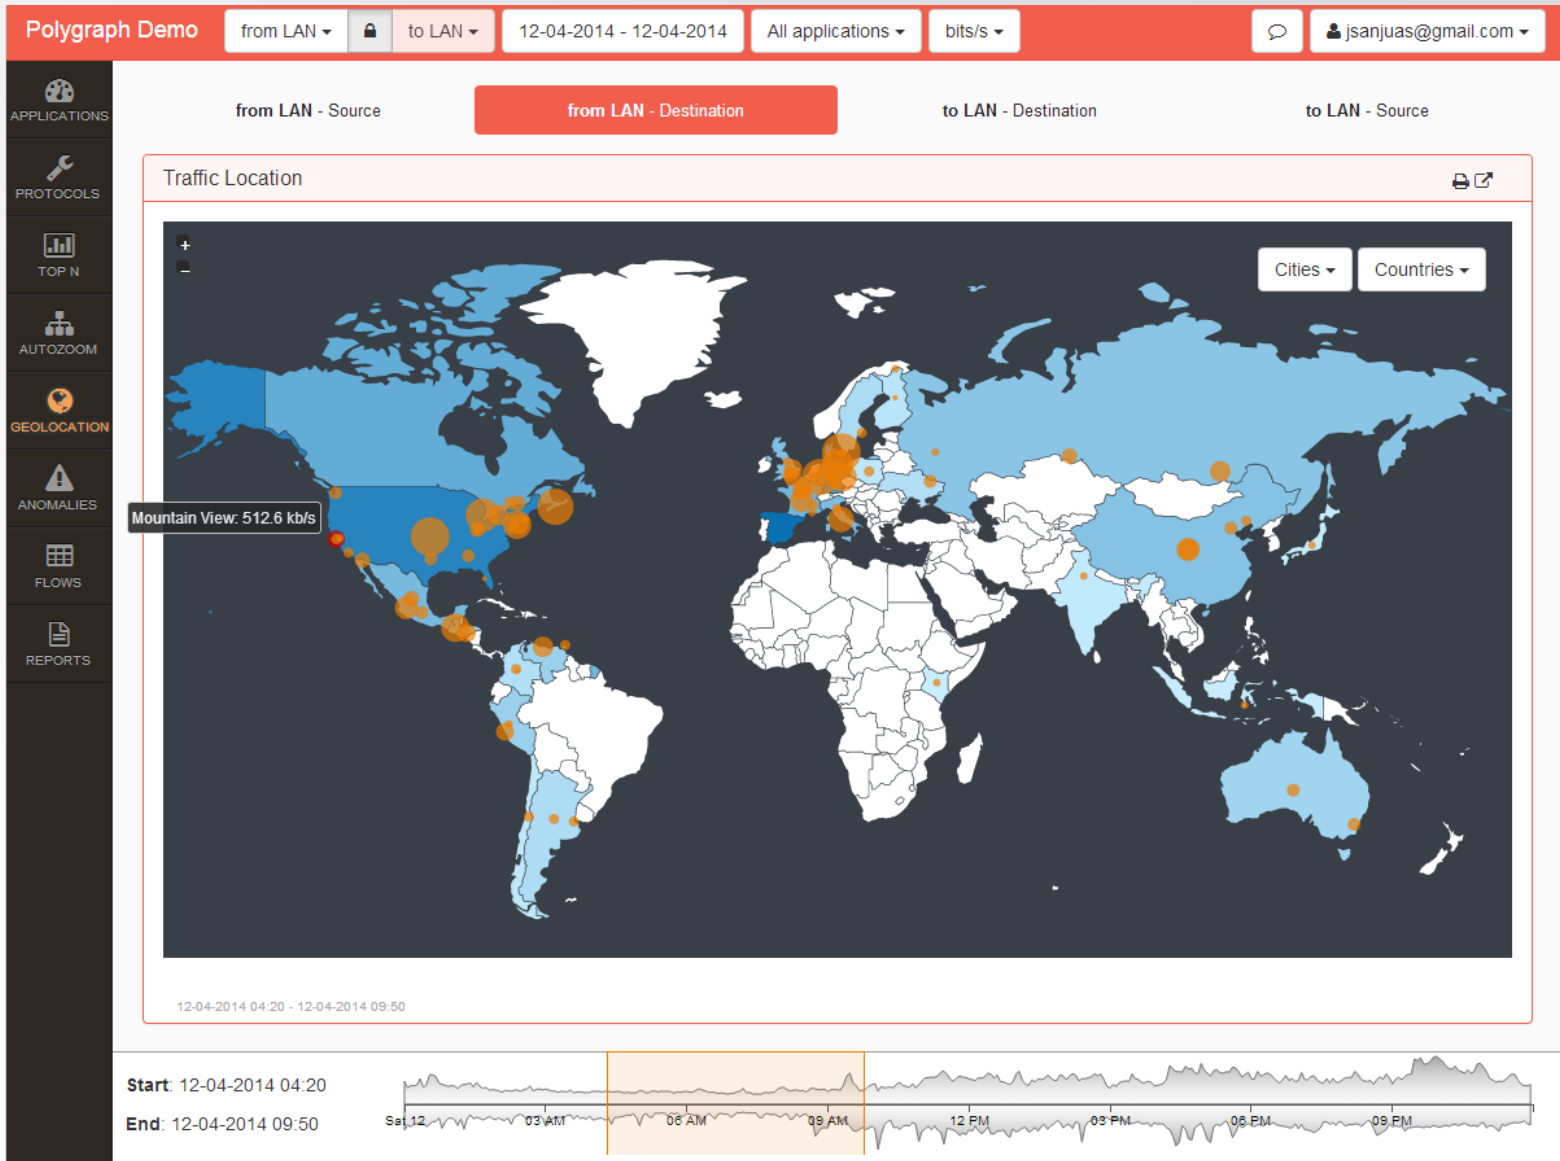 Polygraph Demo
from LAN
to LAN
12-04-2014 - 12-04-2014
All applications
bits/s
jsanjuas@gmail.com
APPLICATIONS
PROTOCOLS
TOP N
AUTOZOOM
GEOLOCATION
ANOMALIES
FLOWS
REPORTS
from LAN - Source
from LAN - Destination
to LAN - Destination
to LAN - Source
Traffic Location
+
−
Cities
Countries
Mountain View: 512.6 kb/s
12-04-2014 04:20 - 12-04-2014 09:50
Start: 12-04-2014 04:20
End: 12-04-2014 09:50
Sat 12
03 AM
06 AM
09 AM
12 PM
03 PM
06 PM
09 PM